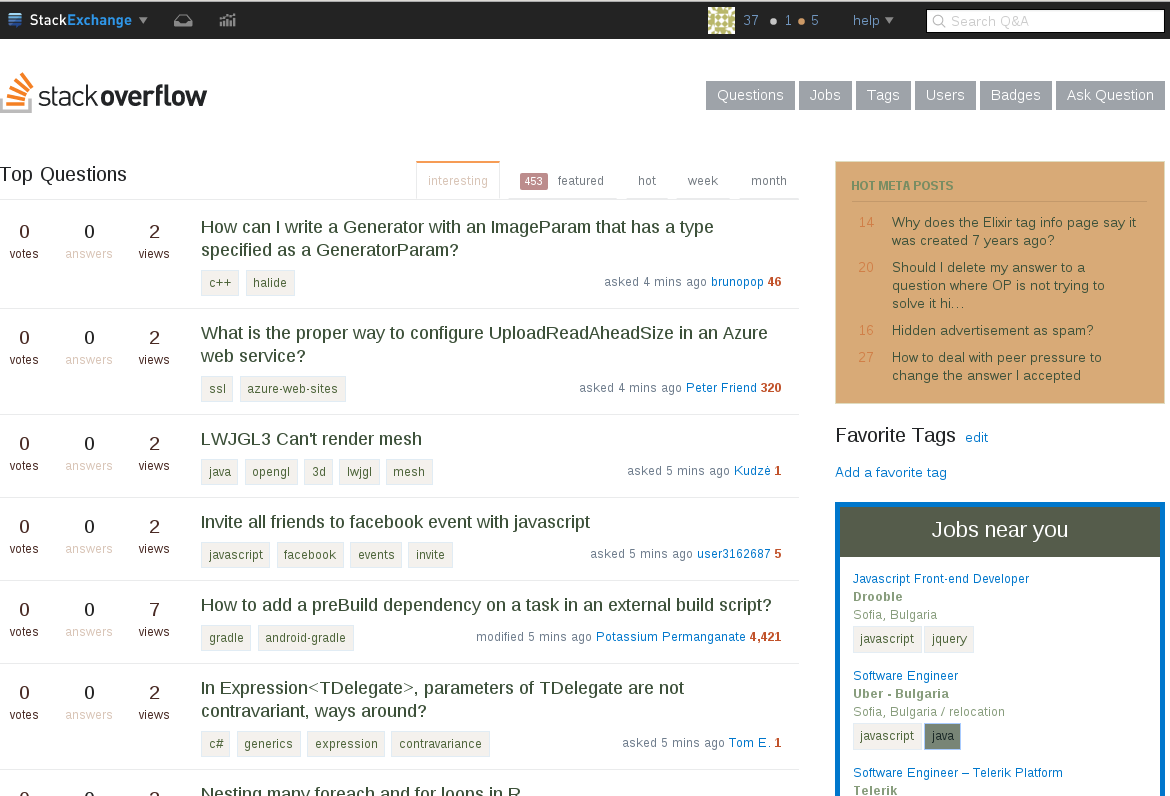 StackExchange
37 1 5 help Search Q&A
stackoverflow
Questions Jobs Tags Users Badges Ask Question
Top Questions
interesting 453 featured hot week month
0 votes 0 answers 2 views
How can I write a Generator with an ImageParam that has a type
specified as a GeneratorParam?
c++ halide
asked 4 mins ago brunopop 46
0 votes 0 answers 2 views
What is the proper way to configure UploadReadAheadSize in an Azure
web service?
ssl azure-web-sites
asked 4 mins ago Peter Friend 320
0 votes 0 answers 2 views
LWJGL3 Can't render mesh
java opengl 3d lwjgl mesh
asked 5 mins ago Kudzė 1
0 votes 0 answers 2 views
Invite all friends to facebook event with javascript
javascript facebook events invite
asked 5 mins ago user3162687 5
0 votes 0 answers 7 views
How to add a preBuild dependency on a task in an external build script?
gradle android-gradle
modified 5 mins ago Potassium Permanganate 4,421
0 votes 0 answers 2 views
In Expression<TDelegate>, parameters of TDelegate are not
contravariant, ways around?
c# generics expression contravariance
asked 5 mins ago Tom E. 1
Nesting many foreach and for loops in R
HOT META POSTS
14 Why does the Elixir tag info page say it
was created 7 years ago?
20 Should I delete my answer to a
question where OP is not trying to
solve it hi…
16 Hidden advertisement as spam?
27 How to deal with peer pressure to
change the answer I accepted
Favorite Tags edit
Add a favorite tag
Jobs near you
Javascript Front-end Developer
Drooble
Sofia, Bulgaria
javascript jquery
Software Engineer
Uber - Bulgaria
Sofia, Bulgaria / relocation
javascript java
Software Engineer – Telerik Platform
Telerik